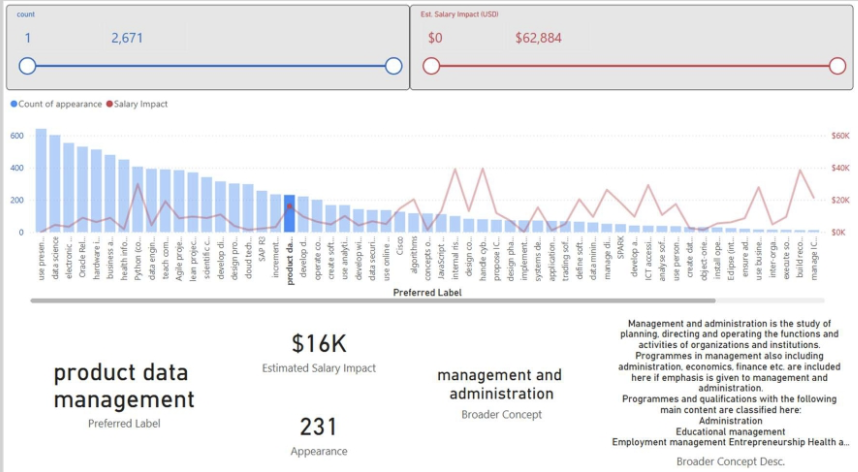 count
Est. Salary Impact (USD)
1
2,671
$0
$62,884
Count of appearance
Salary Impact
600
400
200
0
$60K
$40K
$20K
$0K
use presen...
data science
electronic ...
Oracle Rel...
hardware i...
business a...
health info...
Python (co...
data engin...
teach com...
Agile proje...
lean projec...
scientific c...
develop di...
design pro...
cloud tech...
SAP R3
increment...
product da...
develop d...
operate co...
create soft...
use analyti...
develop wi...
data securi...
use online ...
Cisco
algorithms
concepts o...
JavaScript ...
internal ris...
design co...
handle cyb...
propose IC...
design pha...
implement...
systems de...
application...
trading sof...
define soft...
data minin...
manage di...
SPARK
develop a...
ICT accessi...
analyse sof...
use person...
create dat...
object-orie...
install ope...
Eclipse (int...
ensure ad...
use busine...
inter-orga...
execute so...
build reco...
manage IC...
Preferred Label
product data
management
Preferred Label
$16K
Estimated Salary Impact
231
Appearance
management and
administration
Broader Concept
Management and administration is the study of
planning, directing and operating the functions and
activities of organizations and institutions.
Programmes in management also including
administration, economics, finance etc. are included
here if emphasis is given to management and
administration.
Programmes and qualifications with the following
main content are classified here:
Administration
Educational management
Employment management Entrepreneurship Health a...
Broader Concept Desc.